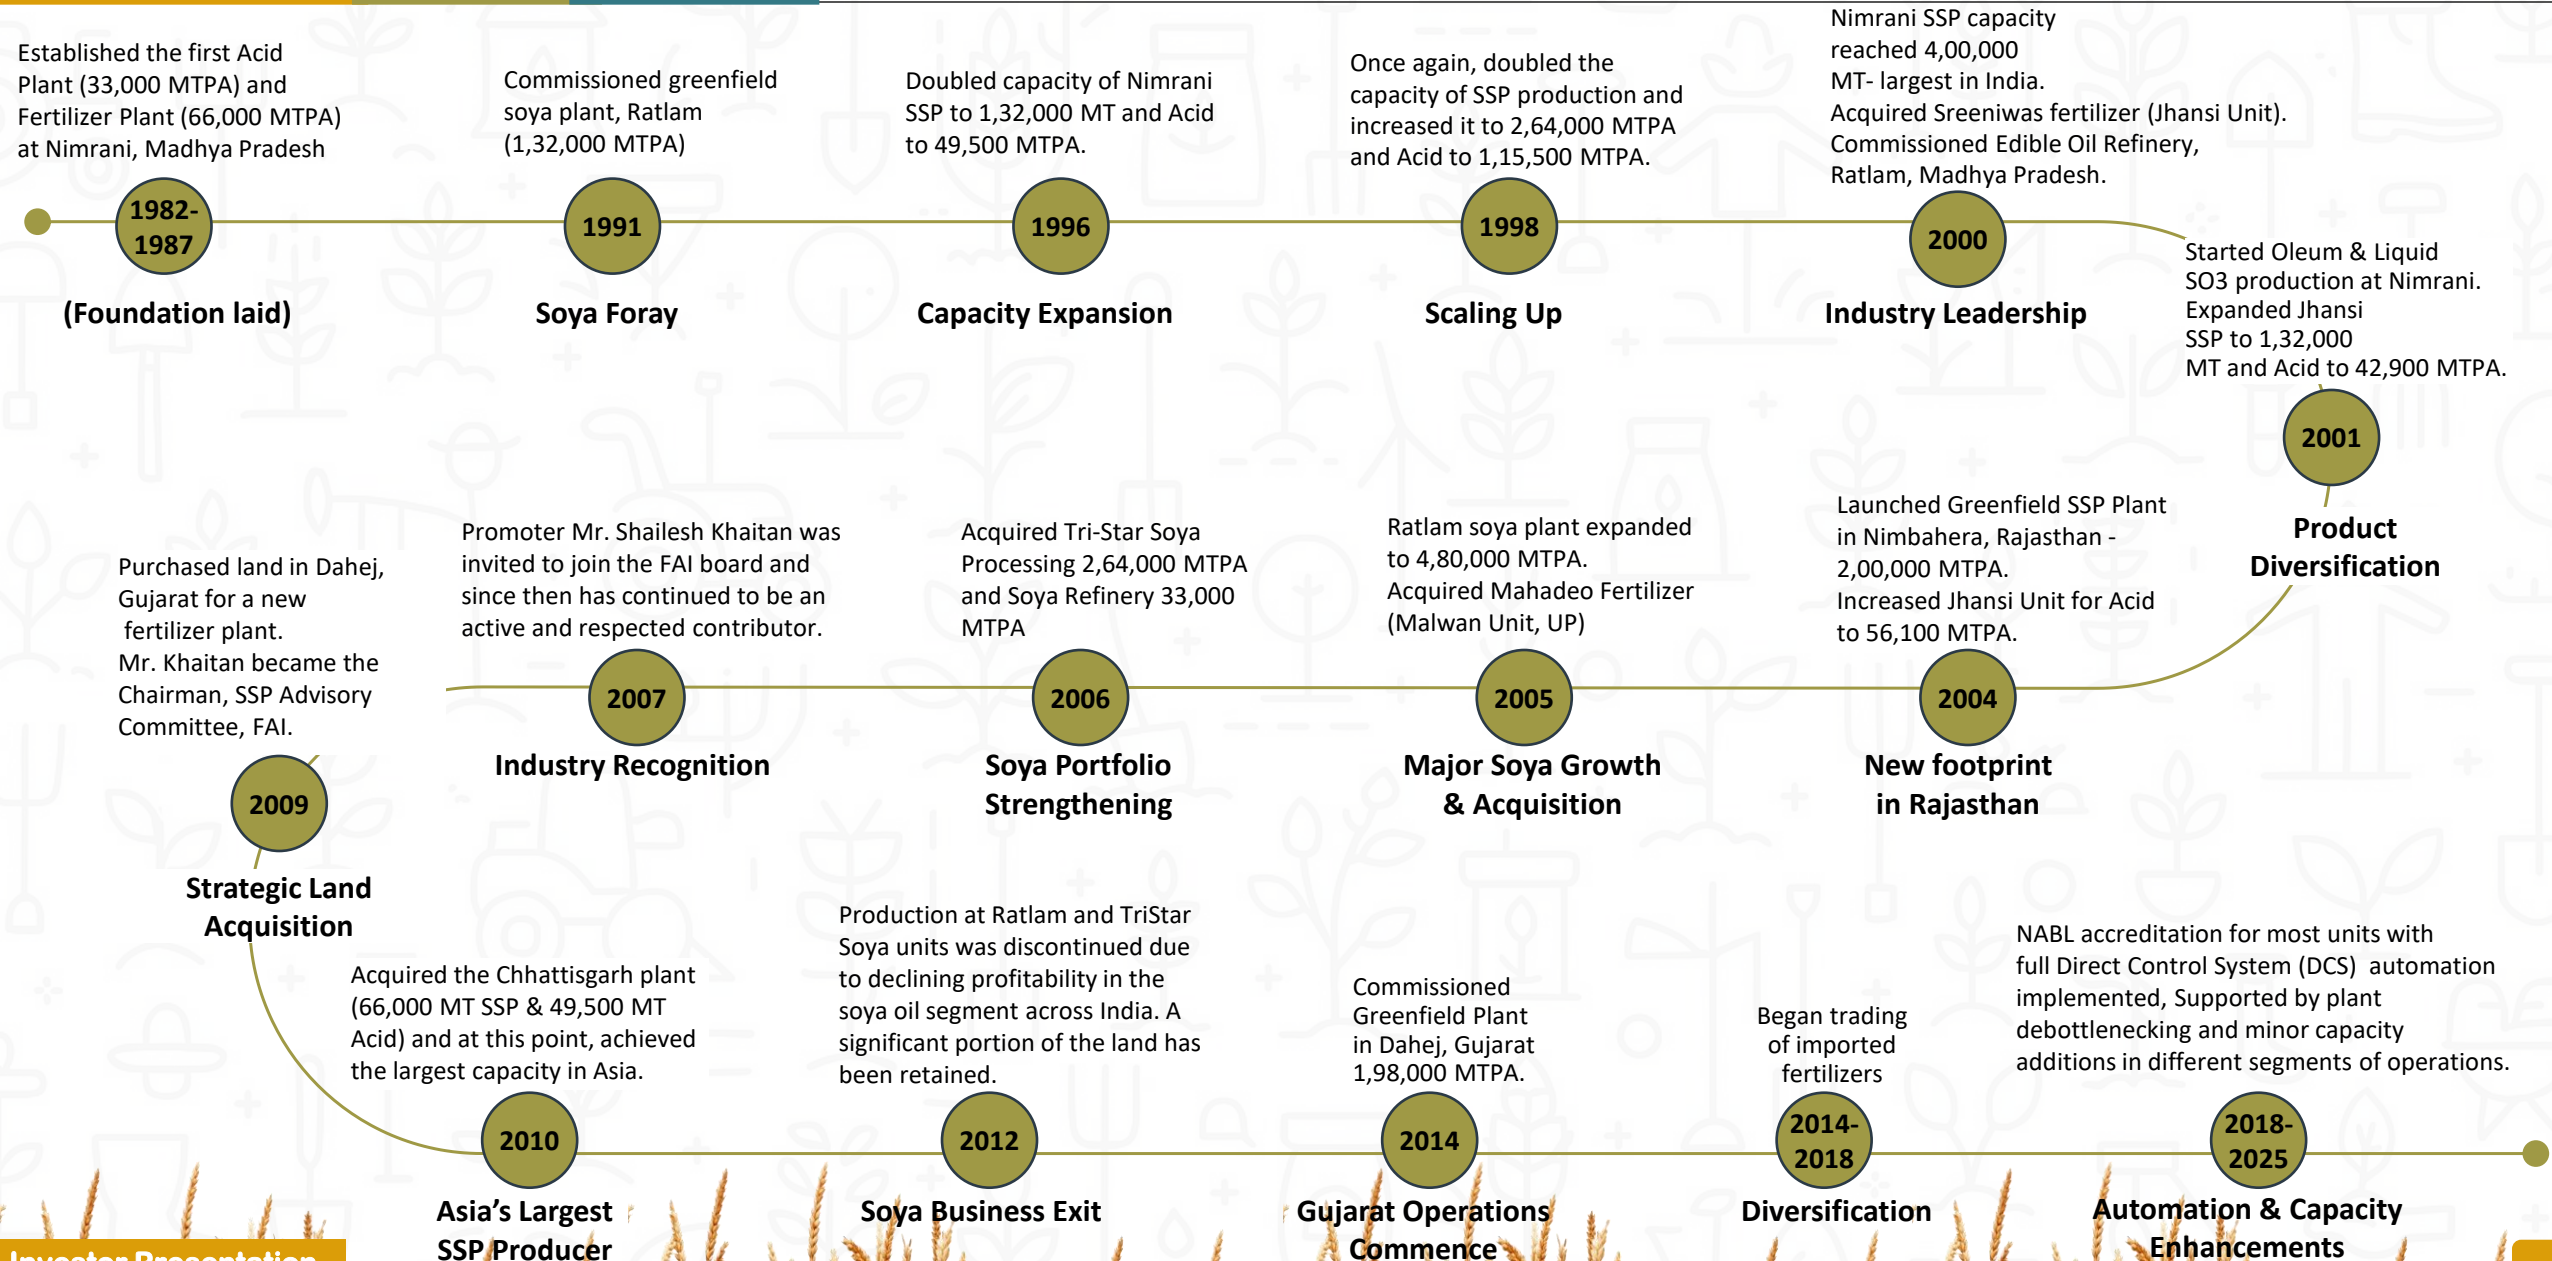 Established the first Acid
Plant (33,000 MTPA) and
Fertilizer Plant (66,000 MTPA)
at Nimrani, Madhya Pradesh
1982-
1987
(Foundation laid)
Commissioned greenfield
soya plant, Ratlam
(1,32,000 MTPA)
1991
Soya Foray
Doubled capacity of Nimrani
SSP to 1,32,000 MT and Acid
to 49,500 MTPA.
1996
Capacity Expansion
Once again, doubled the
capacity of SSP production and
increased it to 2,64,000 MTPA
and Acid to 1,15,500 MTPA.
1998
Scaling Up
Nimrani SSP capacity
reached 4,00,000
MT- largest in India.
Acquired Sreeniwas fertilizer (Jhansi Unit).
Commissioned Edible Oil Refinery,
Ratlam, Madhya Pradesh.
2000
Industry Leadership
Started Oleum & Liquid
SO3 production at Nimrani.
Expanded Jhansi
SSP to 1,32,000
MT and Acid to 42,900 MTPA.
2001
Product
Diversification
Launched Greenfield SSP Plant
in Nimbahera, Rajasthan -
2,00,000 MTPA.
Increased Jhansi Unit for Acid
to 56,100 MTPA.
2004
New footprint
in Rajasthan
Ratlam soya plant expanded
to 4,80,000 MTPA.
Acquired Mahadeo Fertilizer
(Malwan Unit, UP)
2005
Major Soya Growth
& Acquisition
Acquired Tri-Star Soya
Processing 2,64,000 MTPA
and Soya Refinery 33,000
MTPA
2006
Soya Portfolio
Strengthening
Promoter Mr. Shailesh Khaitan was
invited to join the FAI board and
since then has continued to be an
active and respected contributor.
2007
Industry Recognition
Purchased land in Dahej,
Gujarat for a new
fertilizer plant.
Mr. Khaitan became the
Chairman, SSP Advisory
Committee, FAI.
2009
Strategic Land
Acquisition
Acquired the Chhattisgarh plant
(66,000 MT SSP & 49,500 MT
Acid) and at this point, achieved
the largest capacity in Asia.
2010
Asia's Largest
SSP Producer
Production at Ratlam and TriStar
Soya units was discontinued due
to declining profitability in the
soya oil segment across India. A
significant portion of the land has
been retained.
2012
Soya Business Exit
Commissioned
Greenfield Plant
in Dahej, Gujarat
1,98,000 MTPA.
2014
Gujarat Operations
Commence
Began trading
of imported
fertilizers
2014-
2018
Diversification
NABL accreditation for most units with
full Direct Control System (DCS) automation
implemented, Supported by plant
debottlenecking and minor capacity
additions in different segments of operations.
2018-
2025
Automation & Capacity
Enhancements
Investor Presentation